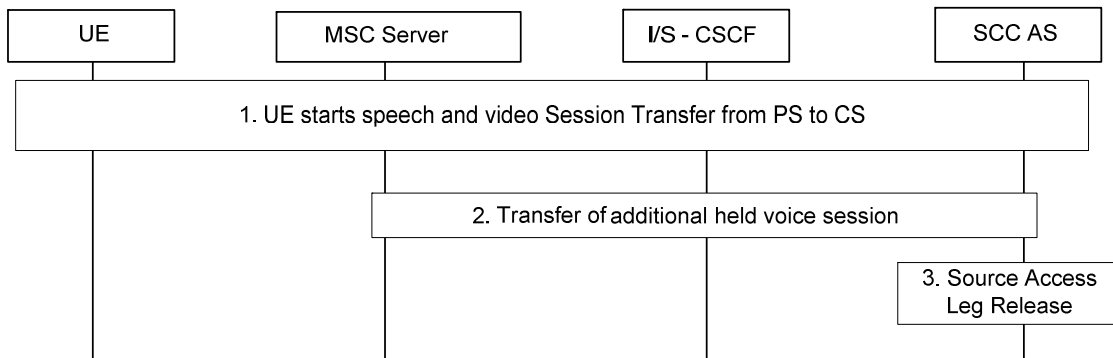 UE
MSC Server
I/S - CSCF
SCC AS
1. UE starts speech and video Session Transfer from PS to CS
2. Transfer of additional held voice session
3. Source Access
Leg Release